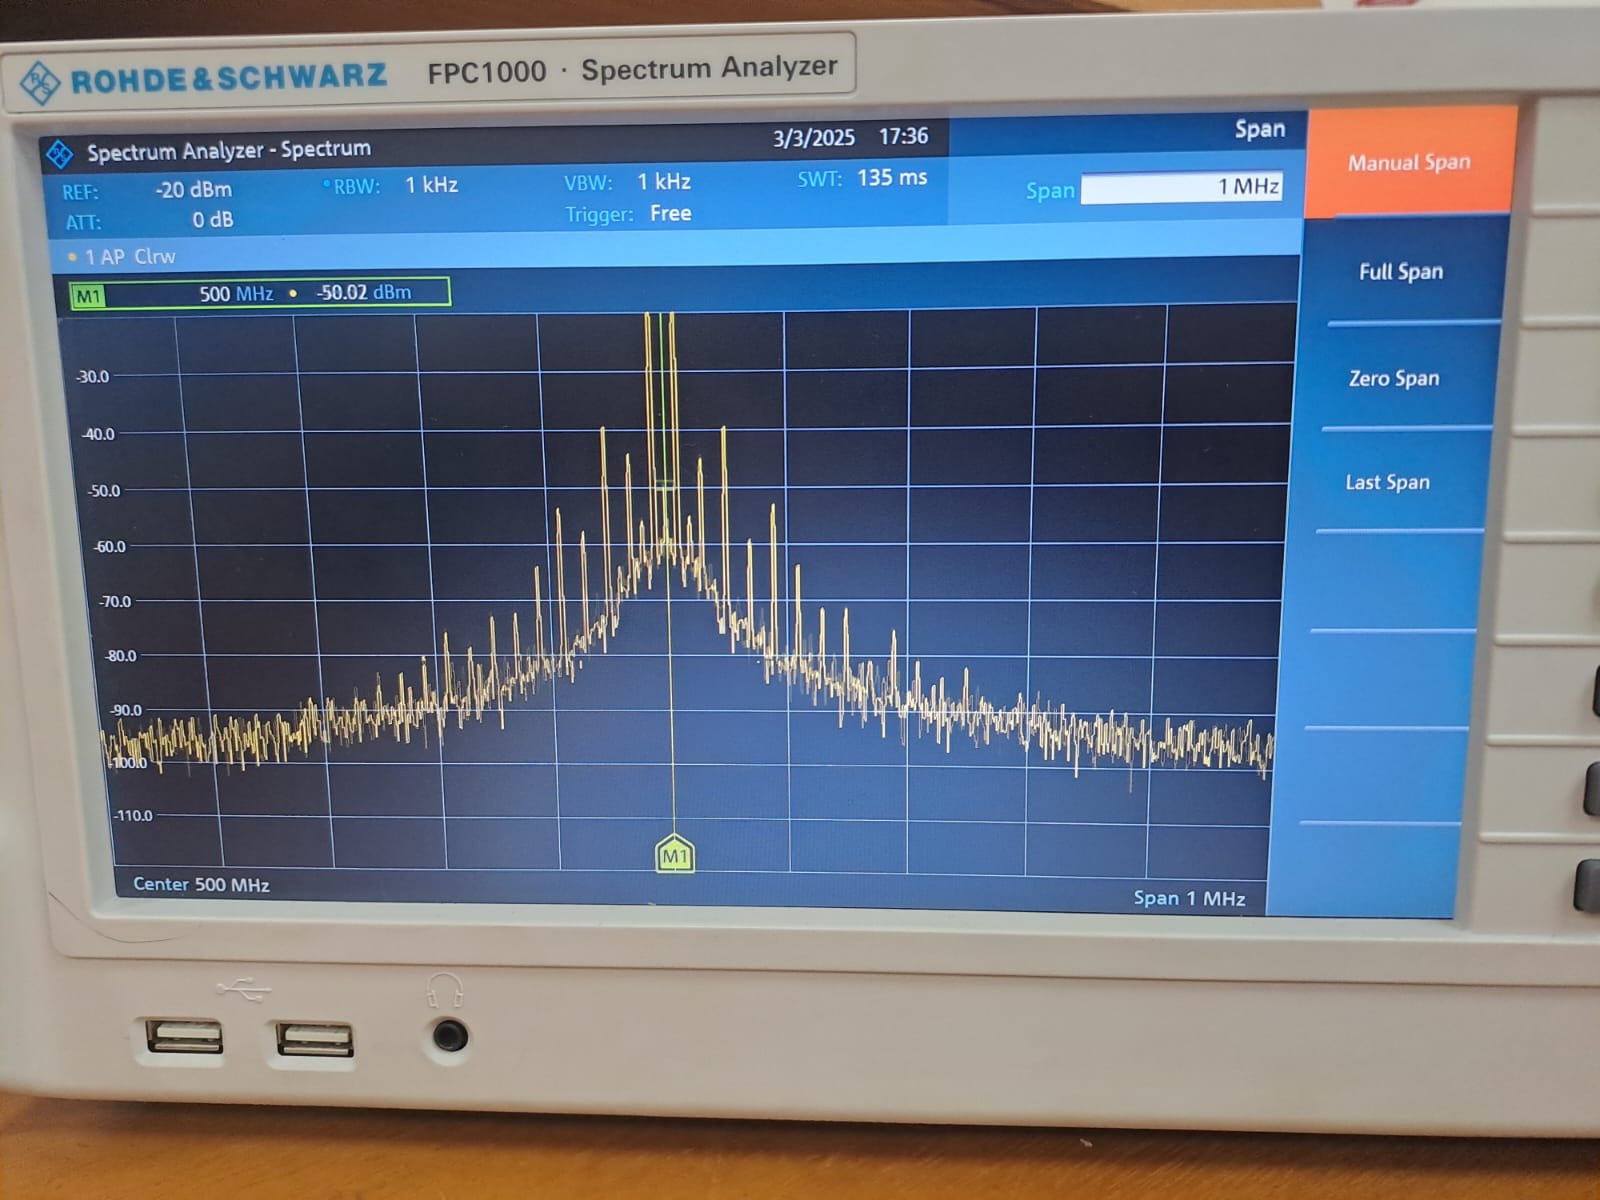 ROHDE&SCHWARZ FPC1000 · Spectrum Analyzer
Spectrum Analyzer - Spectrum 3/3/2025 17:36 Span
REF: -20 dBm RBW: 1 kHz VBW: 1 kHz SWT: 135 ms Span 1 MHz
ATT: 0 dB Trigger: Free
1 AP Clrw
M1 500 MHz • -50.02 dBm
Manual Span
Full Span
Zero Span
Last Span
-30.0
-40.0
-50.0
-60.0
-70.0
-80.0
-90.0
-100.0
-110.0
M1
Center 500 MHz Span 1 MHz